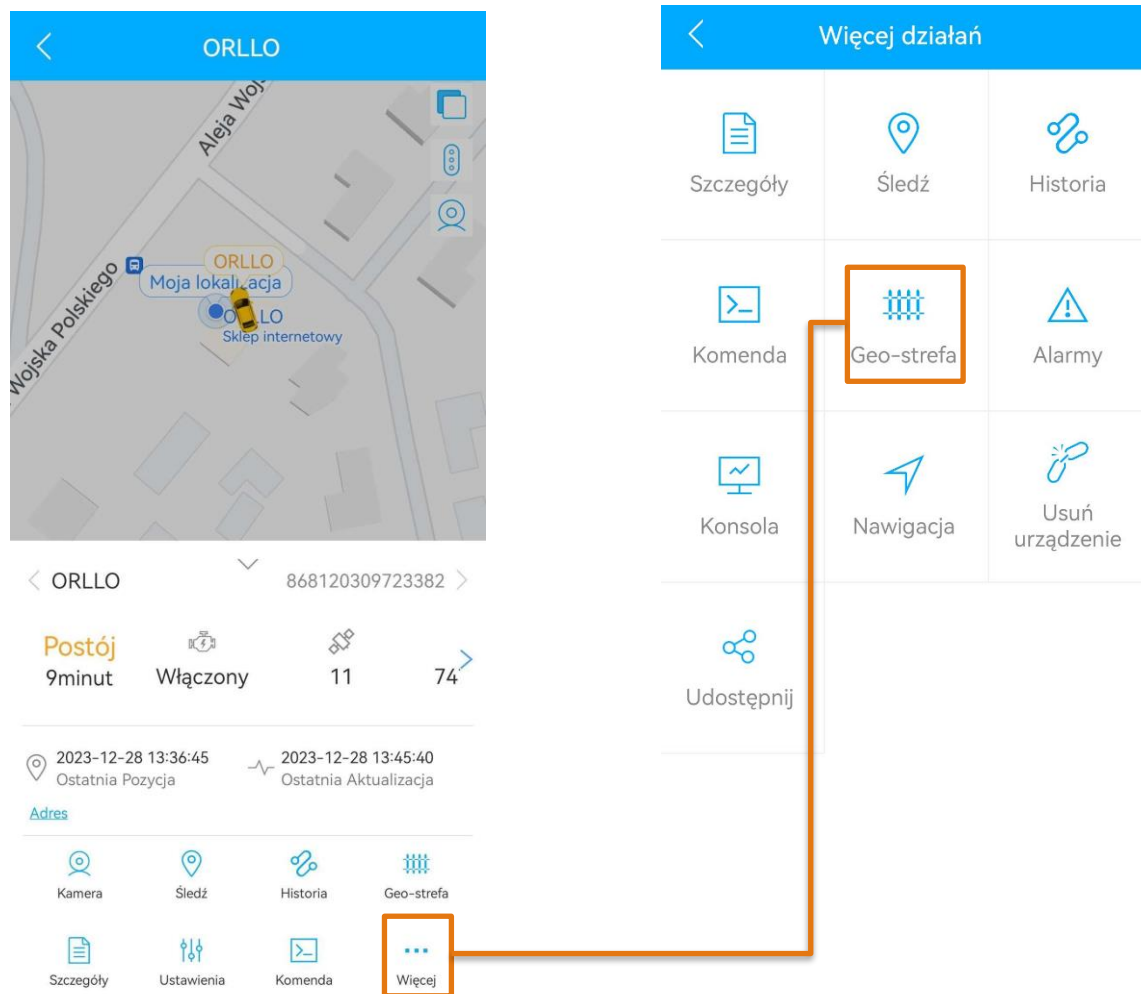 ORLLO
Aleja Woj
Wojska Polskiego
ORLLO
Moja lokalizacja
ORLLO
Sklep internetowy
ORLLO
868120309723382
Postój
9minut
Włączony
11
74
2023-12-28 13:36:45
Ostatnia Pozycja
2023-12-28 13:45:40
Ostatnia Aktualizacja
Adres
Kamera
Śledź
Historia
Geo-strefa
Szczegóły
Ustawienia
Komenda
Więcej
Więcej działań
Szczegóły
Śledź
Historia
Komenda
Geo-strefa
Alarmy
Konsola
Nawigacja
Usuń
urządzenie
Udostępnij